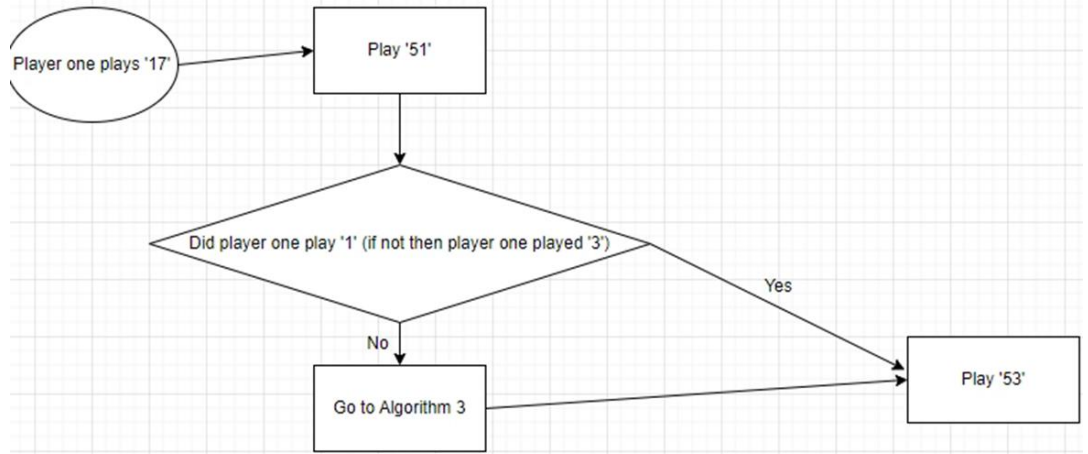 Player one plays '17'
Play '51'
Did player one play '1' (if not then player one played '3')
Yes
No
Go to Algorithm 3
Play '53'